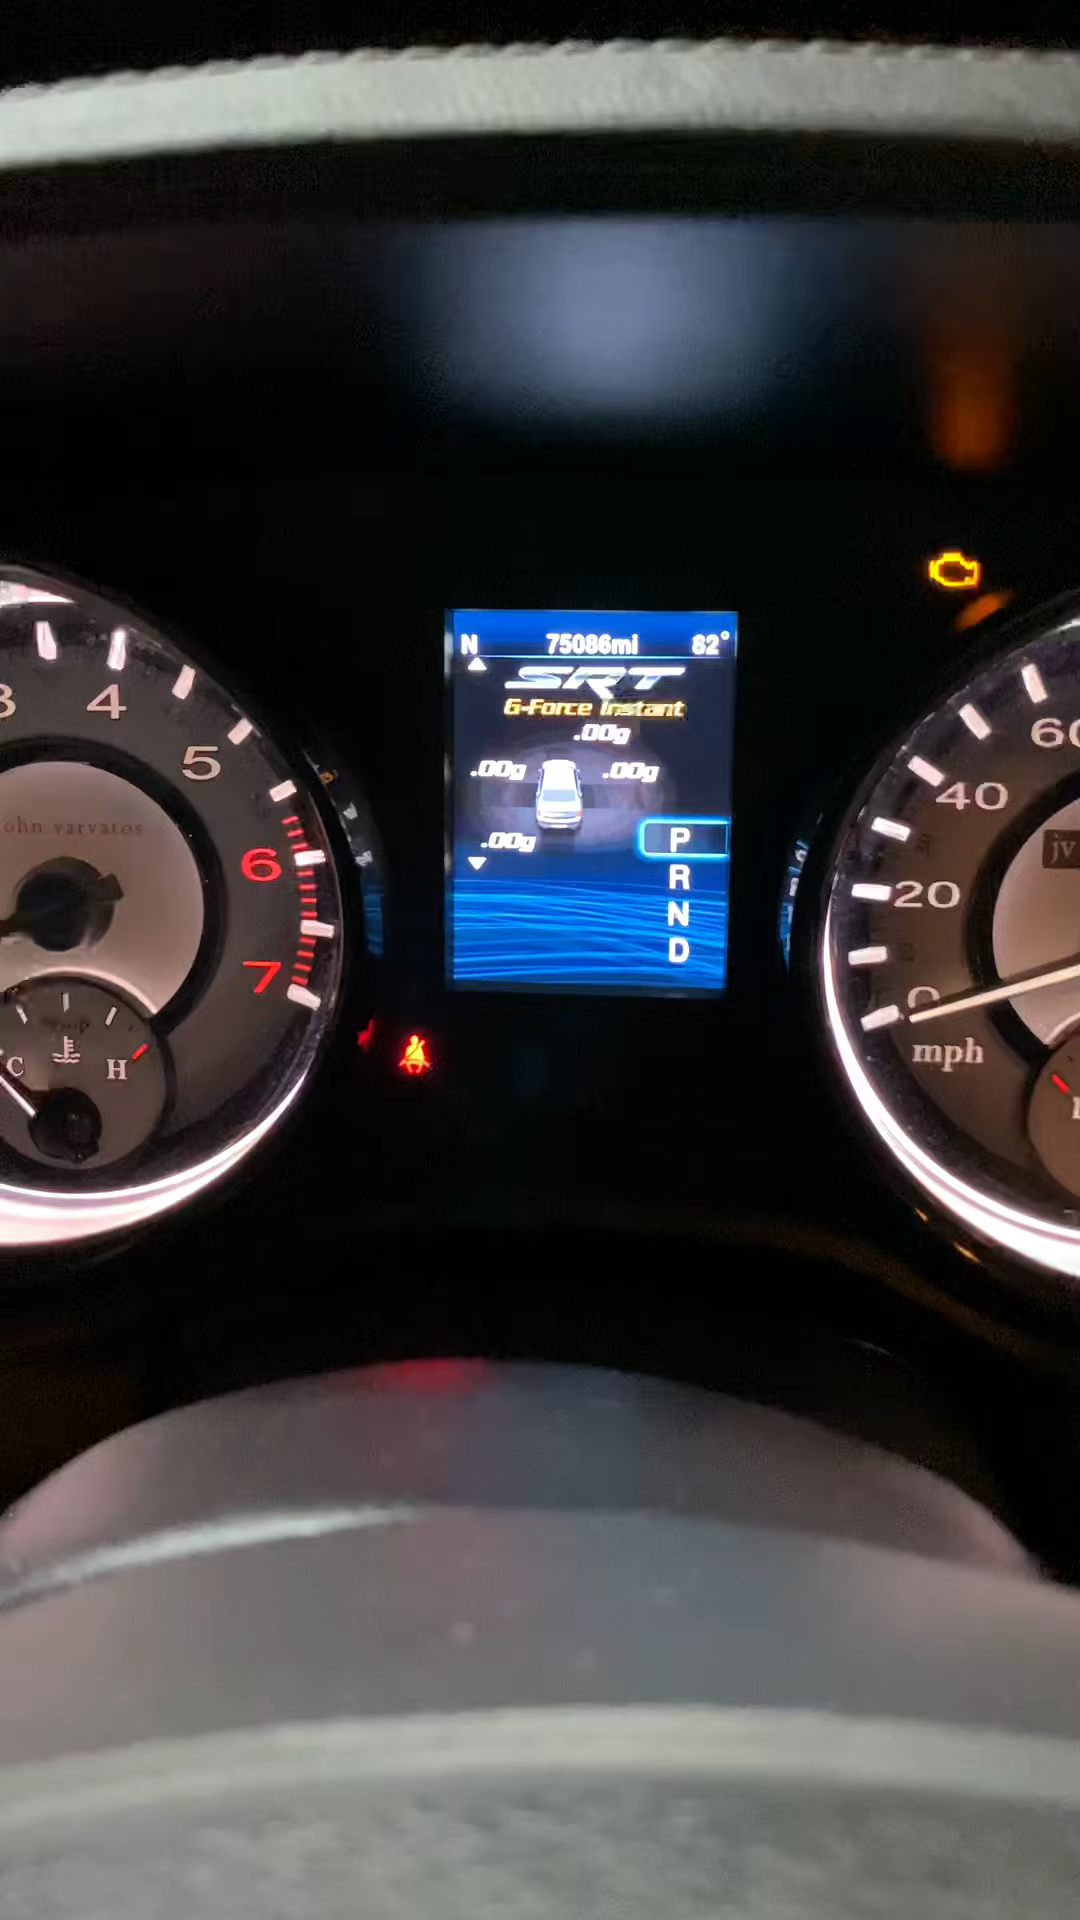 N 75086mi 82°
SRT
G-Force Instant
.00g
.00g .00g
.00g
P
R
N
D
3 4 5 6 7
john varvatos
C H
60
40
20
0
mph
jv